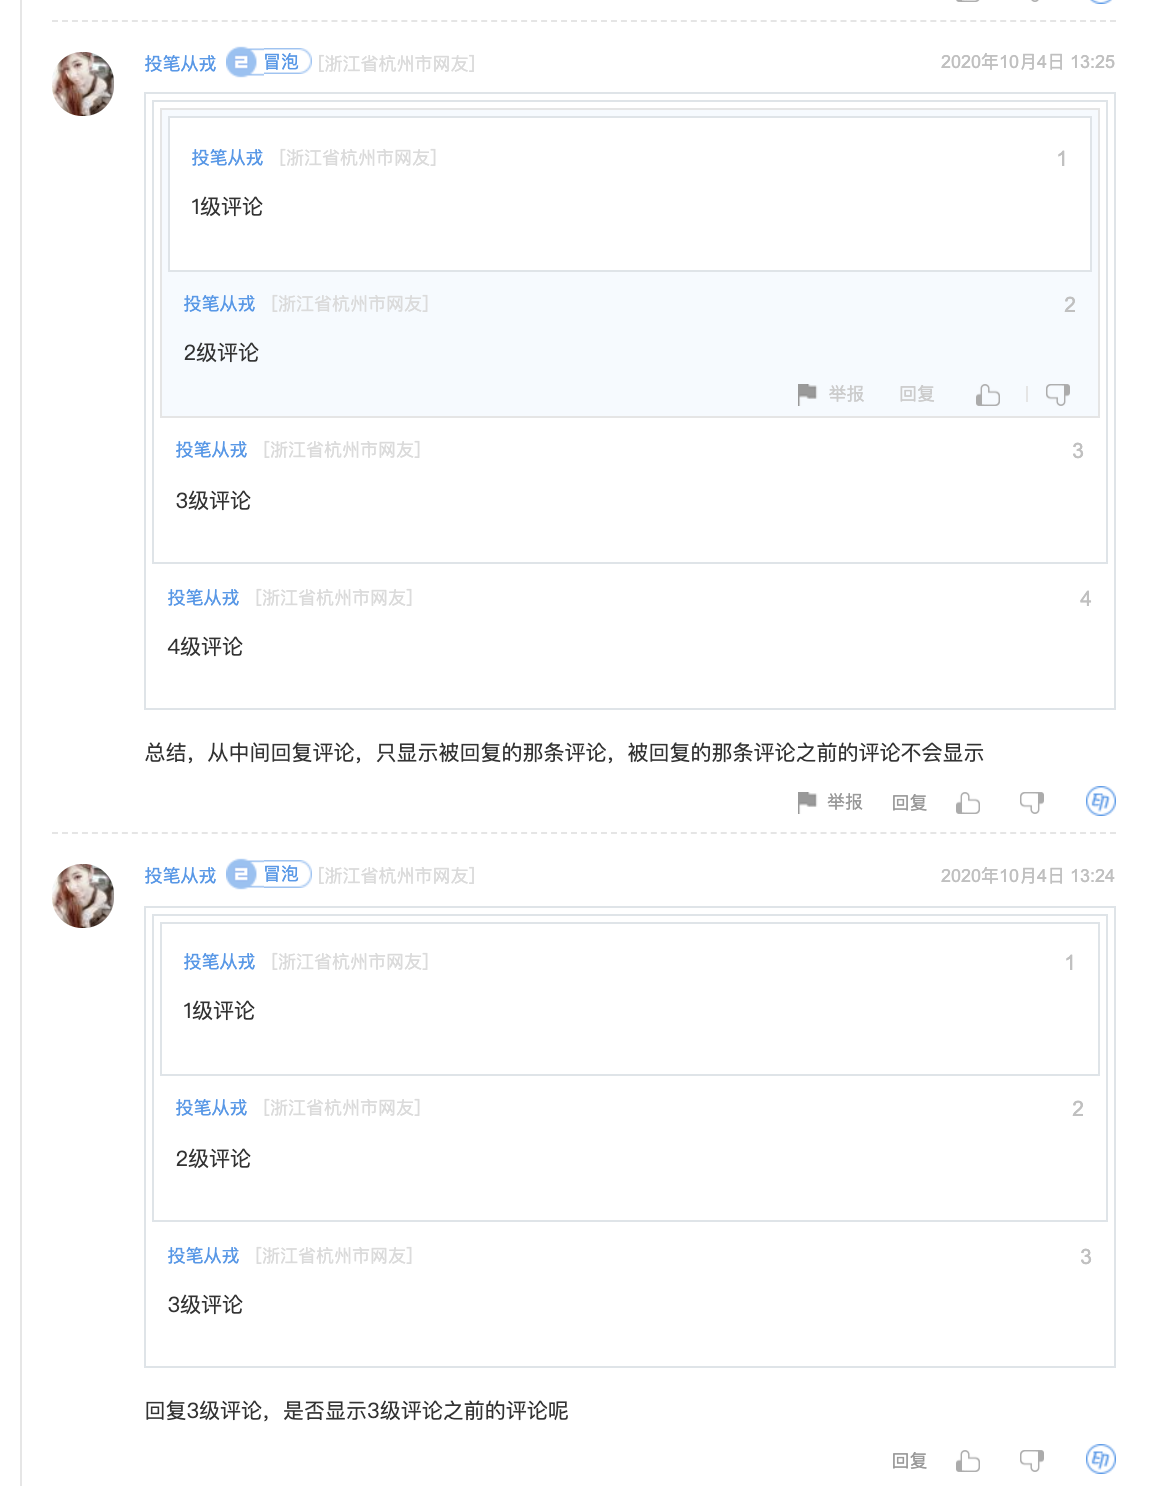 投笔从戎 2 冒泡 [浙江省杭州市网友] 2020年10月4日 13:25
投笔从戎 [浙江省杭州市网友] 1
1级评论
投笔从戎 [浙江省杭州市网友] 2
2级评论
举报 回复
投笔从戎 [浙江省杭州市网友] 3
3级评论
投笔从戎 [浙江省杭州市网友] 4
4级评论
总结，从中间回复评论，只显示被回复的那条评论，被回复的那条评论之前的评论不会显示
举报 回复 印
投笔从戎 2 冒泡 [浙江省杭州市网友] 2020年10月4日 13:24
投笔从戎 [浙江省杭州市网友] 1
1级评论
投笔从戎 [浙江省杭州市网友] 2
2级评论
投笔从戎 [浙江省杭州市网友] 3
3级评论
回复3级评论，是否显示3级评论之前的评论呢
回复 印